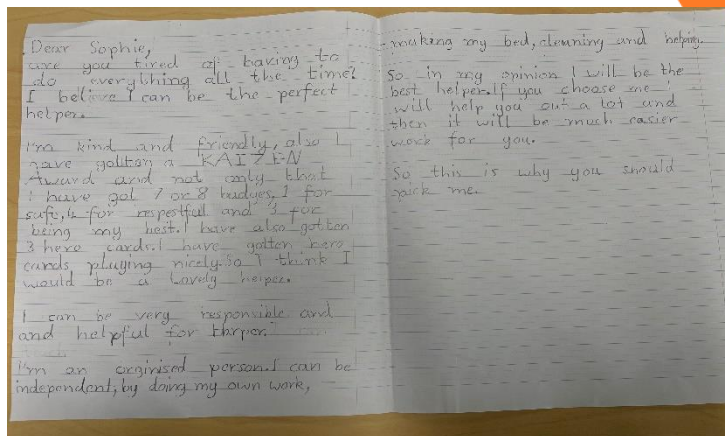 Dear Sophie,
are you tired of having to
do everything all the time?
I believe I can be the perfect
helper.
I'm kind and friendly, also I
have gotton a KAIZEN
Award and not only that
I have got 7 or 8 badges, 1 for
safe, 4 for respestful and 3 for
being my best. I have also gotten
3 hero cards. I have gotten hero
cards playing nicely. So I think I
would be a lovely helper.
I can be very responsible and
and helpful for Harper.
I'm an orginised person. I can be
independent, by doing my own work,
making my bed, cleaning and helping.
So in my opinion I will be the
best helper. If you choose me I
will help you out a lot and
then it will be much easier
work for you.
So this is why you should
pick me.